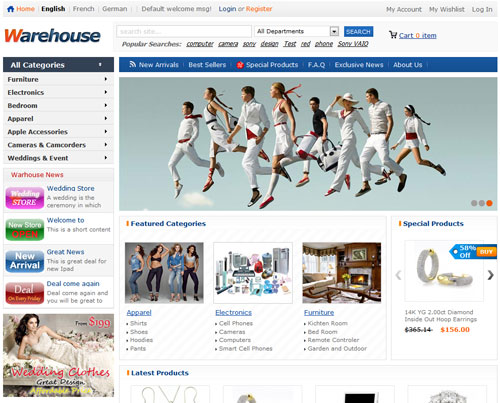 Home | English | French | German | | Default welcome msg! Login or Register
My Account | My Wishlist | Log In
Warehouse
search site... All Departments SEARCH
Cart 0 item
Popular Searches: computer camera sony design Test red phone Sony VAIO
All Categories
Furniture
Electronics
Bedroom
Apparel
Apple Accessories
Cameras & Camcorders
Weddings & Event
New Arrivals | Best Sellers | Special Products | F.A.Q | Exclusive News | About Us |
Warhouse News
Wedding STORE
Wedding Store
A wedding is the
ceremony in which
New Store
OPEN
Welcome to
This is a short content
New
Arrival
Great News
This is great deal for
new Ipad
Deal
On Every Friday
Deal come again
Deal come again and
you will be great to
From $199
Wedding Clothes
Great Design
Affordable Price
Featured Categories
Apparel
Shirts
Shoes
Hoodies
Pants
Electronics
Cell Phones
Cameras
Computers
Smart Cell Phones
Furniture
Kichten Room
Bed Room
Remote Controler
Garden and Outdoor
Special Products
58%
Off
BUY
14K YG 2.00ct Diamond
Inside Out Hoop Earrings
$365.14 $156.00
Latest Products